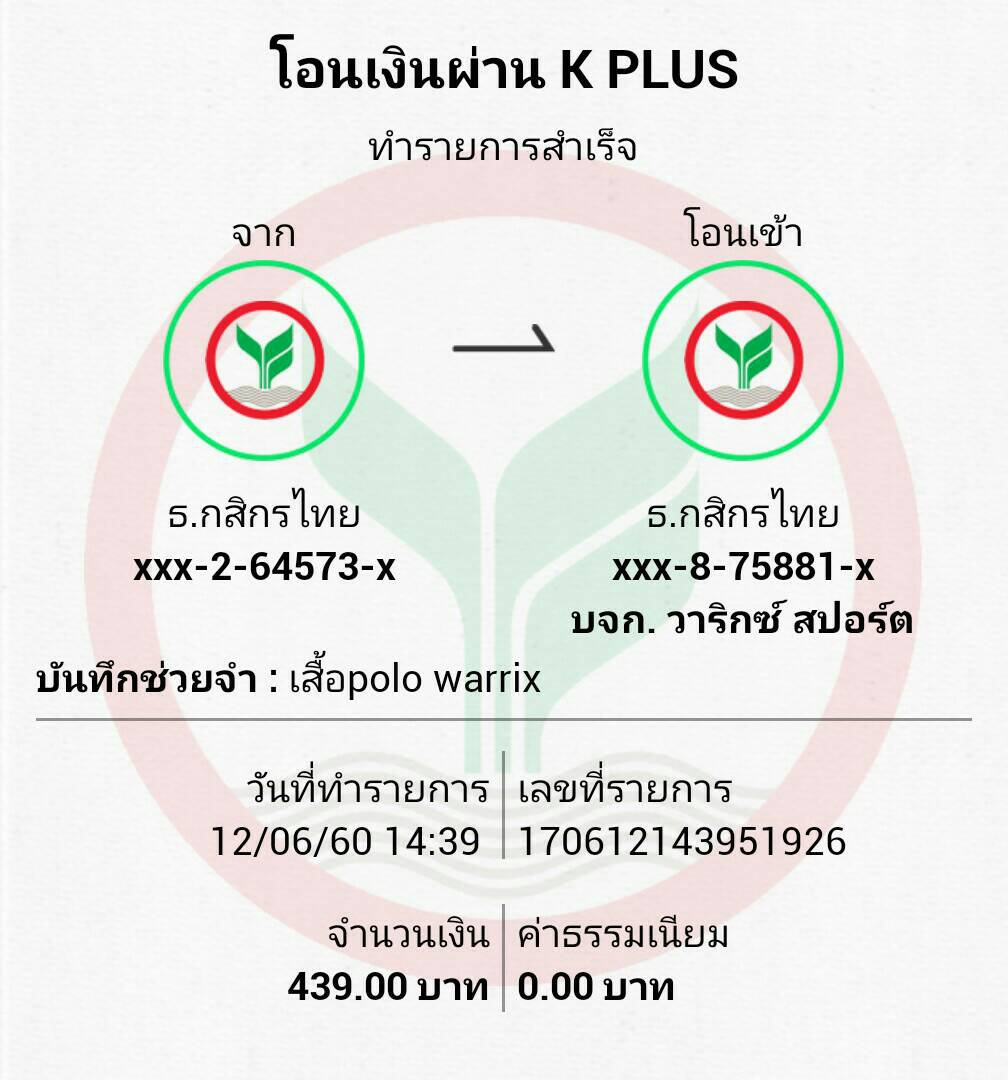 โอนเงินผ่าน K PLUS
ทำรายการสำเร็จ
จาก
โอนเข้า
ธ.กสิกรไทย
xxx-2-64573-x
ธ.กสิกรไทย
xxx-8-75881-x
บจก. วาริกซ์ สปอร์ต
บันทึกช่วยจำ : เสื้อpolo warrix
วันที่ทำรายการ
12/06/60 14:39
เลขที่รายการ
170612143951926
จำนวนเงิน
439.00 บาท
ค่าธรรมเนียม
0.00 บาท